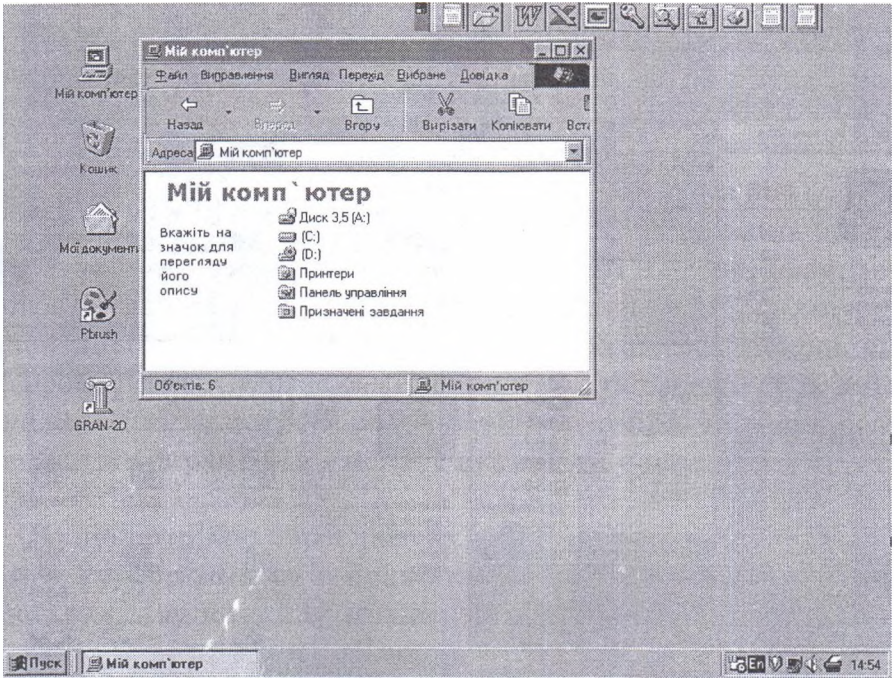 Мій комп'ютер
Кошик
Мої документи
Pbrush
GRAN-2D
Мій комп'ютер
Файл Виправлення Вигляд Перехід Вибране Довідка
Назад Вперед Вгору Вирізати Копіювати Вста
Адреса Мій комп'ютер
Мій комп`ютер
Вкажіть на
значок для
перегляду
його
опису
Диск 3,5 (A:)
(C:)
(D:)
Принтери
Панель управління
Призначені завдання
Об'єктів: 6 Мій комп'ютер
Пуск Мій комп'ютер En 14:54